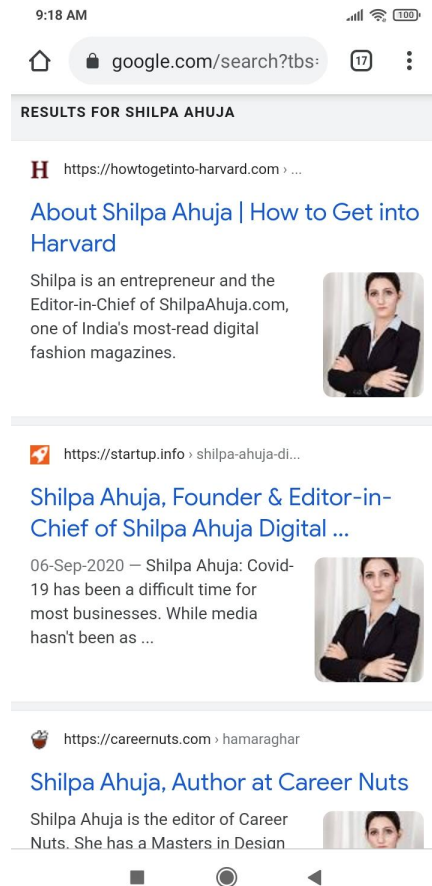 9:18 AM
100
google.com/search?tbs:
17
RESULTS FOR SHILPA AHUJA
H
https://howtogetinto-harvard.com › ...
About Shilpa Ahuja | How to Get into
Harvard
Shilpa is an entrepreneur and the
Editor-in-Chief of ShilpaAhuja.com,
one of India's most-read digital
fashion magazines.
https://startup.info › shilpa-ahuja-di...
Shilpa Ahuja, Founder & Editor-in-
Chief of Shilpa Ahuja Digital ...
06-Sep-2020 — Shilpa Ahuja: Covid-
19 has been a difficult time for
most businesses. While media
hasn't been as ...
https://careernuts.com › hamaraghar
Shilpa Ahuja, Author at Career Nuts
Shilpa Ahuja is the editor of Career
Nuts. She has a Masters in Design